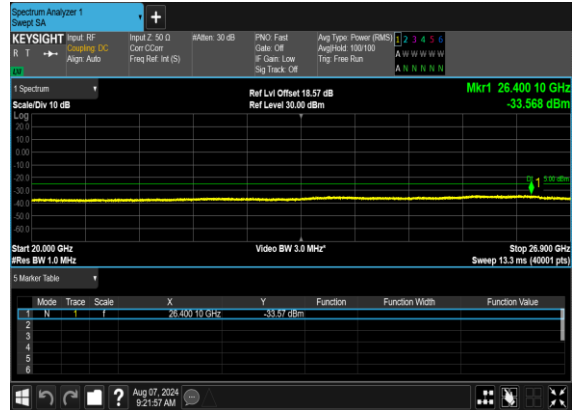 Spectrum Analyzer 1
Swept SA
+
KEYSIGHT Input: RF Input Z: 50 Ω #Atten: 30 dB PNO: Fast Avg Type: Power (RMS) 1 2 3 4 5 6
R T Coupling: DC Corr CCorr Gate: Off Avg|Hold: 100/100 A W W W W W
Align: Auto Freq Ref: Int (S) IF Gain: Low Trig: Free Run
Sig Track: Off A N N N N N
1 Spectrum Ref Lvl Offset 18.57 dB Mkr1 26.400 10 GHz
Scale/Div 10 dB Ref Level 30.00 dBm -33.568 dBm
Log
20.0
10.0
0.00
-10.0
-20.0
-30.0
-40.0
-50.0
-60.0
1
Start 20.000 GHz Video BW 3.0 MHz* Stop 26.900 GHz
#Res BW 1.0 MHz Sweep 13.3 ms (40001 pts)
5 Marker Table
Mode Trace Scale X Y Function Function Width Function Value
1 N 1 f 26.400 10 GHz -33.57 dBm
2
3
4
5
6
? Aug 07, 2024
9:21:57 AM